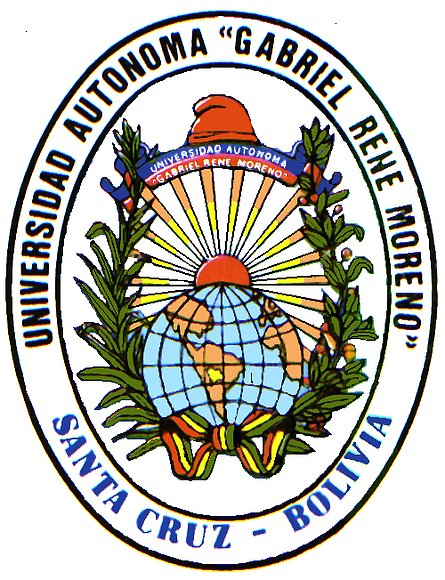 UNIVERSIDAD AUTONOMA "GABRIEL RENE MORENO"
UNIVERSIDAD AUTONOMA
"GABRIEL RENE MORENO"
SANTA CRUZ - BOLIVIA